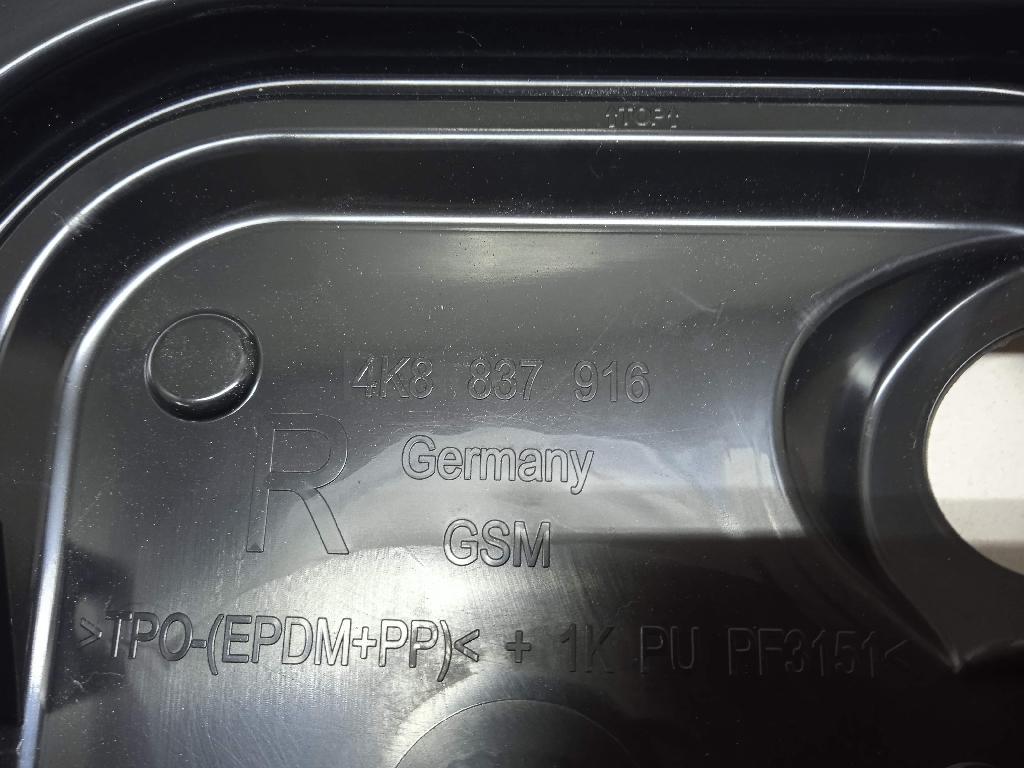 ↑TOP↑
4K8 837 916
R
Germany
GSM
>TPO-(EPDM+PP)< + 1K PU PF3151<